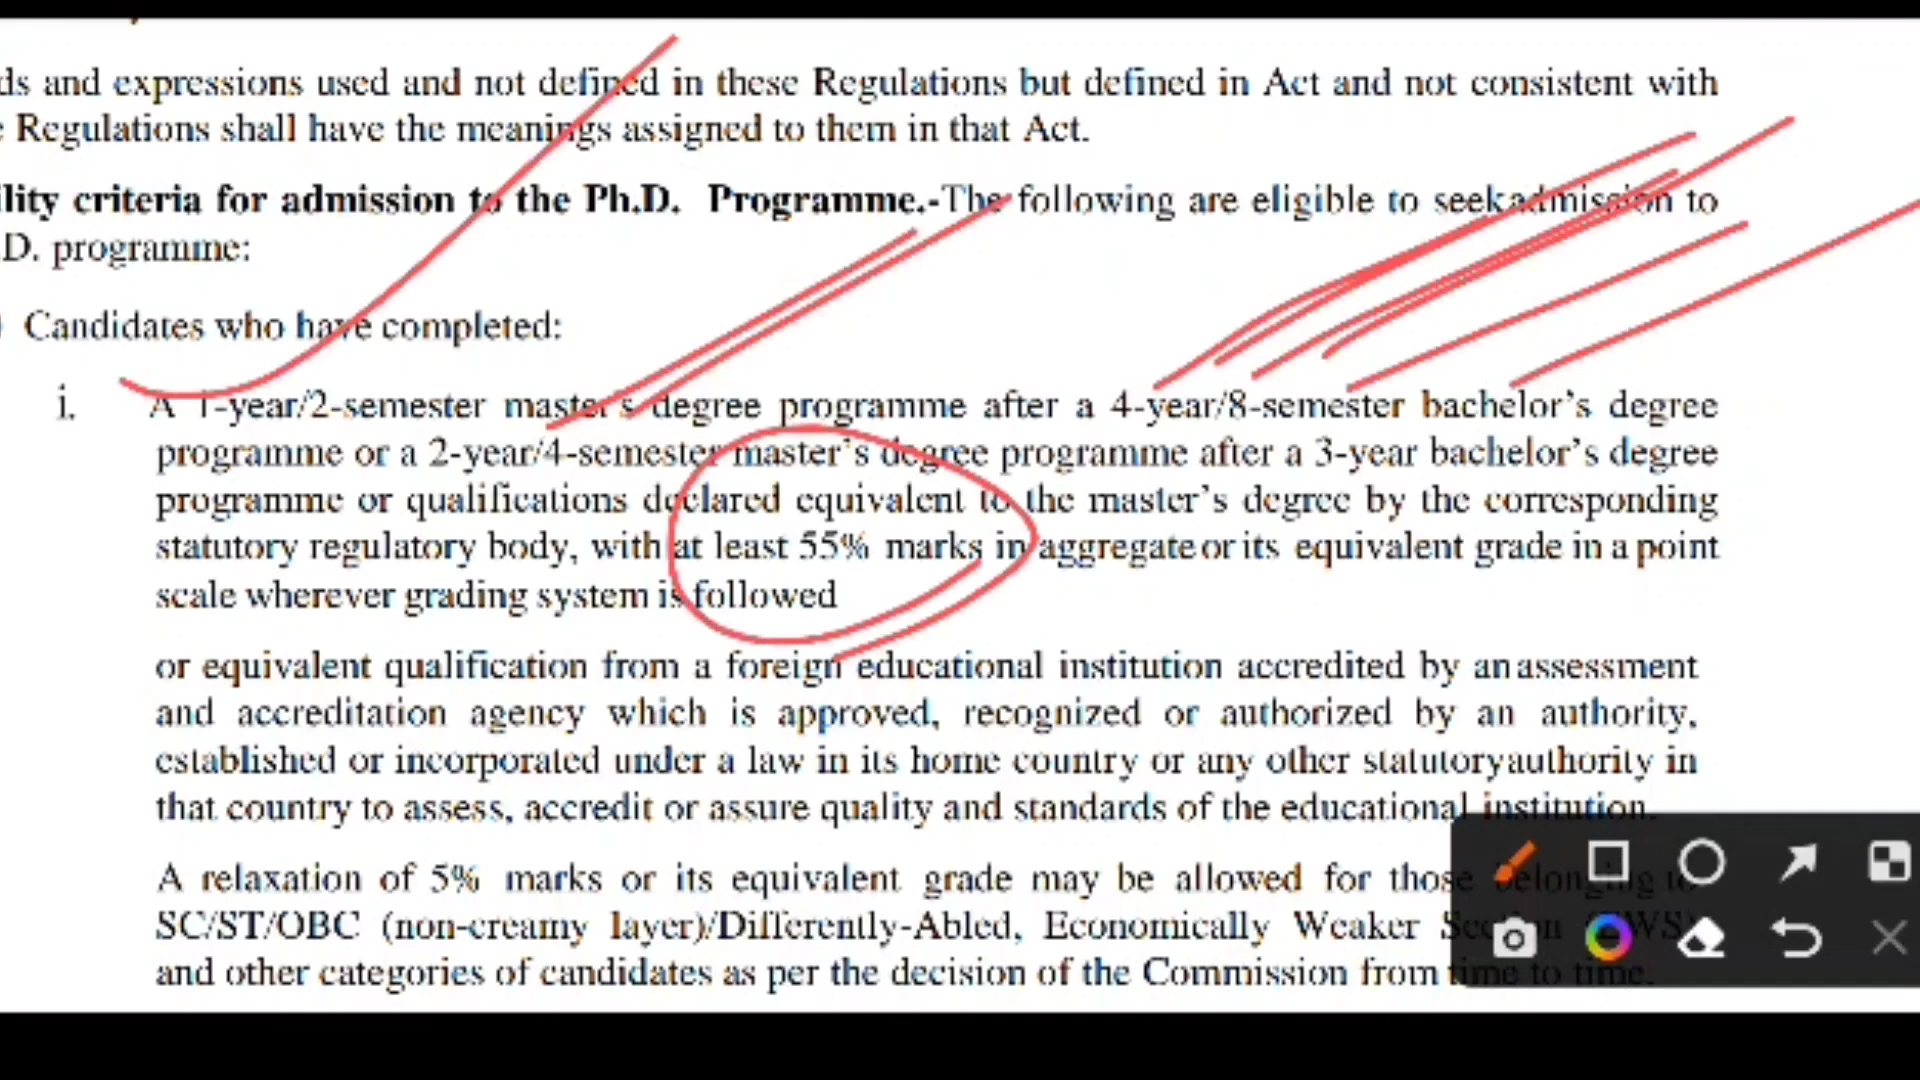 ds and expressions used and not defined in these Regulations but defined in Act and not consistent with
Regulations shall have the meanings assigned to them in that Act.
lity criteria for admission to the Ph.D. Programme.-The following are eligible to seekadmission to
D. programme:
Candidates who have completed:
i. A 1-year/2-semester master's degree programme after a 4-year/8-semester bachelor's degree
programme or a 2-year/4-semester master's degree programme after a 3-year bachelor's degree
programme or qualifications declared equivalent to the master's degree by the corresponding
statutory regulatory body, with at least 55% marks in aggregate or its equivalent grade in a point
scale wherever grading system is followed
or equivalent qualification from a foreign educational institution accredited by an assessment
and accreditation agency which is approved, recognized or authorized by an authority,
established or incorporated under a law in its home country or any other statutoryauthority in
that country to assess, accredit or assure quality and standards of the educational institution.
A relaxation of 5% marks or its equivalent grade may be allowed for those belonging to
SC/ST/OBC (non-creamy layer)/Differently-Abled, Economically Weaker Section (EWS)
and other categories of candidates as per the decision of the Commission from time to time.